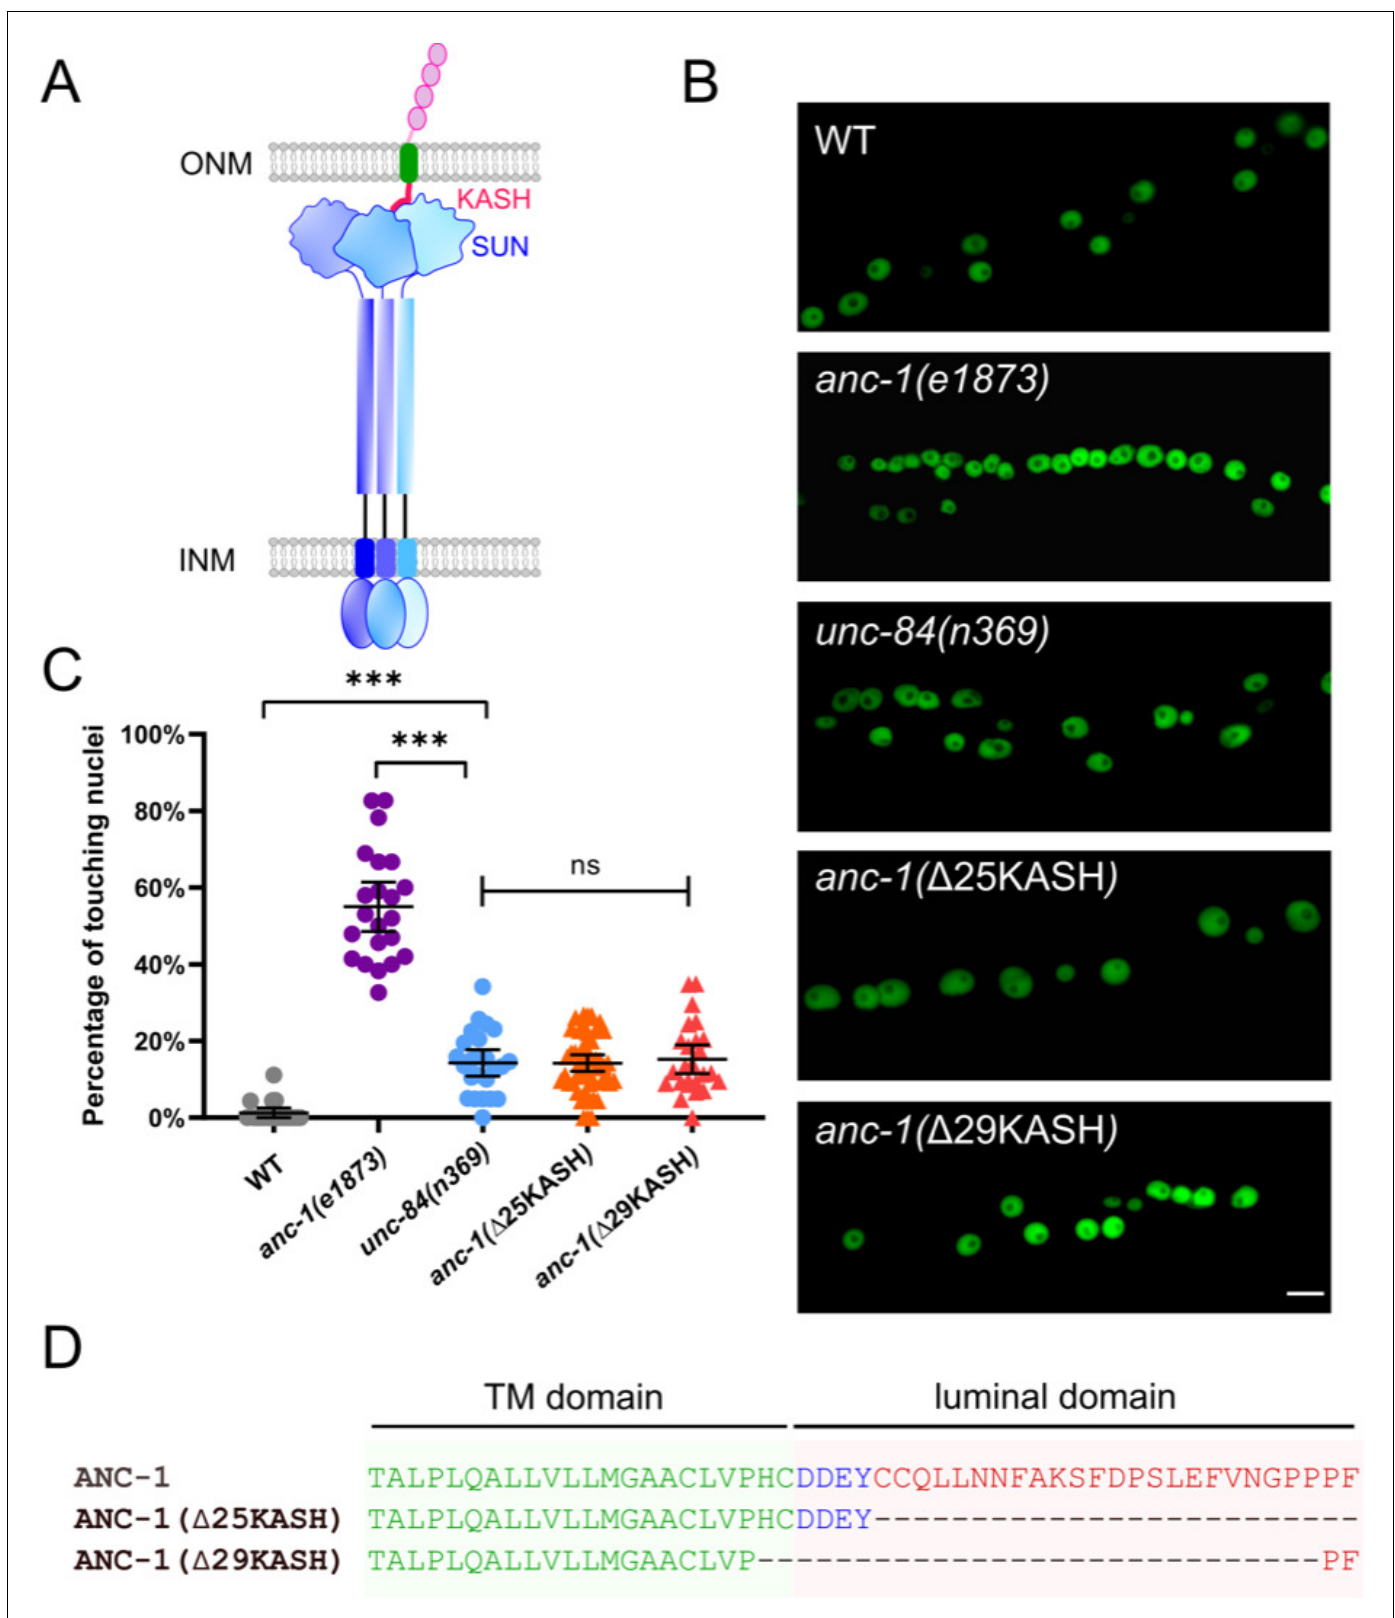 A
ONM
KASH
SUN
INM
B
WT
anc-1(e1873)
unc-84(n369)
anc-1(Δ25KASH)
anc-1(Δ29KASH)
C
***
***
ns
Percentage of touching nuclei
100%
80%
60%
40%
20%
0%
WT
anc-1(e1873)
unc-84(n369)
anc-1(Δ25KASH)
anc-1(Δ29KASH)
D
TM domain luminal domain
ANC-1 TALPLQALLVLLMGAACLVPHCDDEYCCQLLNNFAKSFDPSLEFVNGPPPF
ANC-1(Δ25KASH) TALPLQALLVLLMGAACLVPHCDDEY-------------------------
ANC-1(Δ29KASH) TALPLQALLVLLMGAACLVP-----------------------------PF